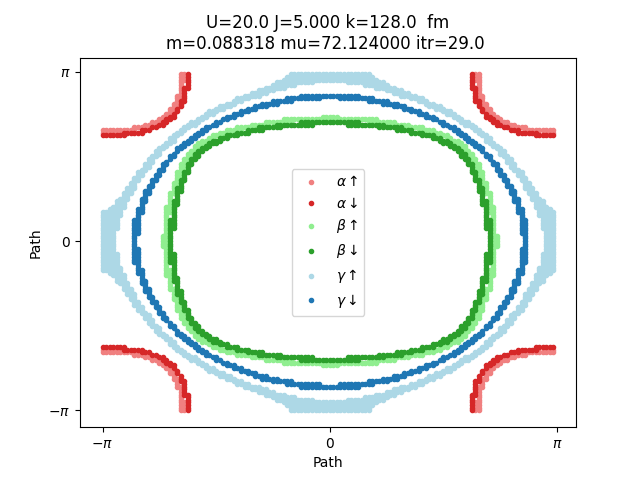 U=20.0 J=5.000 k=128.0 fm
m=0.088318 mu=72.124000 itr=29.0
π
0
−π
Path
α↑
α↓
β↑
β↓
γ↑
γ↓
−π
0
π
Path